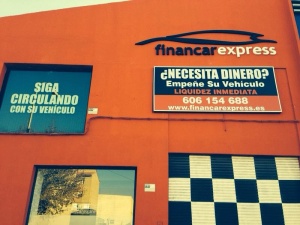 financarexpress
¿NECESITA DINERO?
Empeñe Su Vehículo
LIQUIDEZ INMEDIATA
606 154 688
www.financarexpress.es
SIGA
CIRCULANDO
CON SU VEHÍCULO